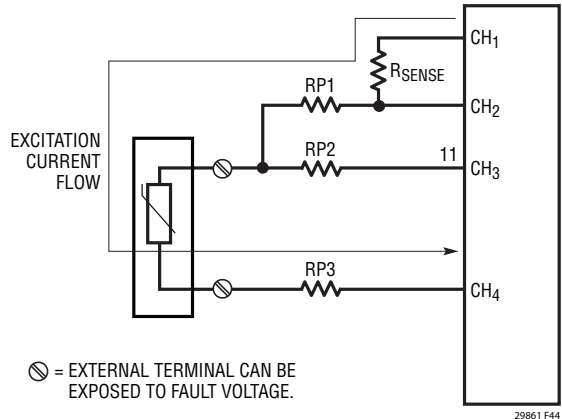 CH1
RSENSE
RP1
CH2
EXCITATION
CURRENT
FLOW
RP2
11
CH3
RP3
CH4
= EXTERNAL TERMINAL CAN BE
EXPOSED TO FAULT VOLTAGE.
29861 F44